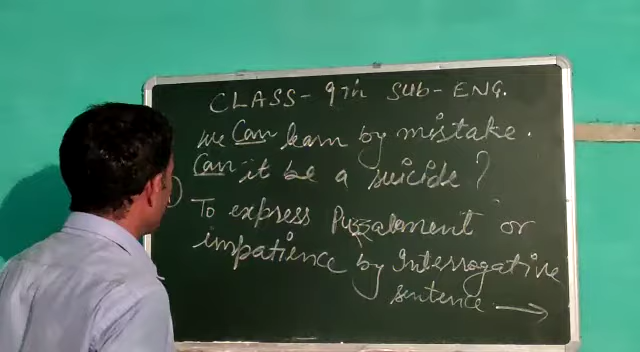 CLASS- 9th SUB- ENG.
we Can learn by mistake.
Can it be a suicide?
) To express Puzzalement or
impatience by Interrogative
sentence →